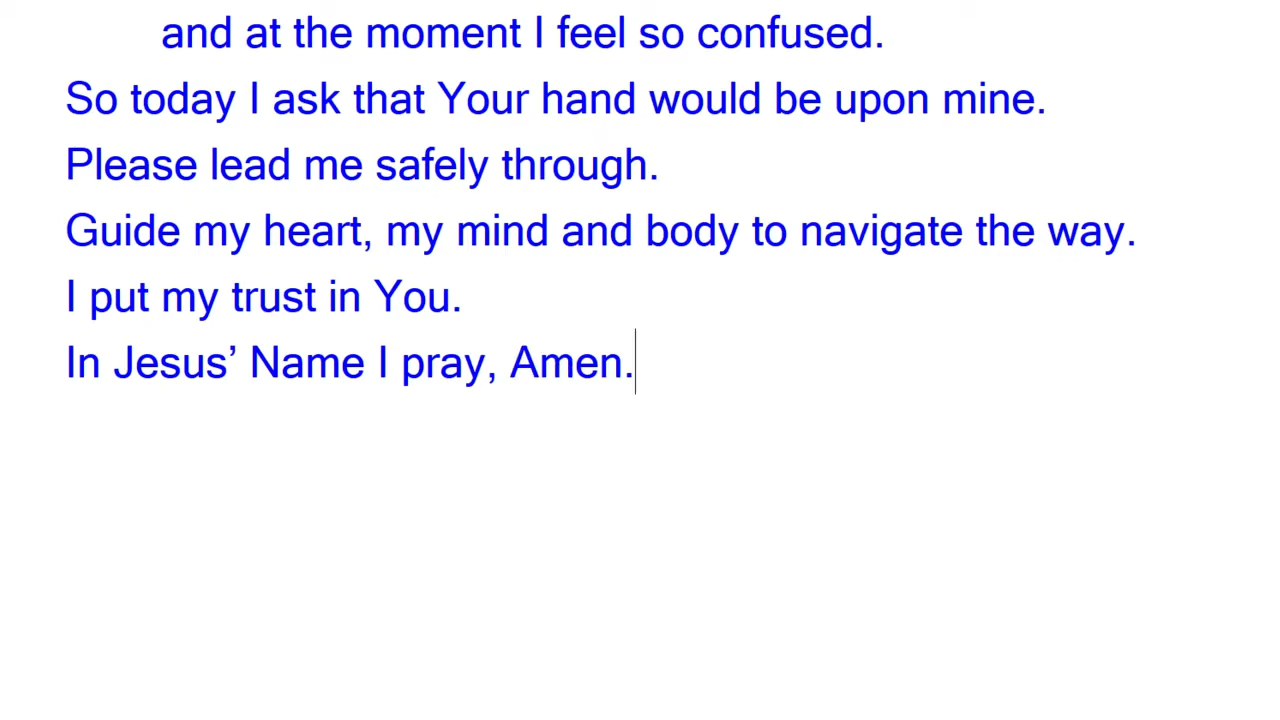 and at the moment I feel so confused.
So today I ask that Your hand would be upon mine.
Please lead me safely through.
Guide my heart, my mind and body to navigate the way.
I put my trust in You.
In Jesus’ Name I pray, Amen.